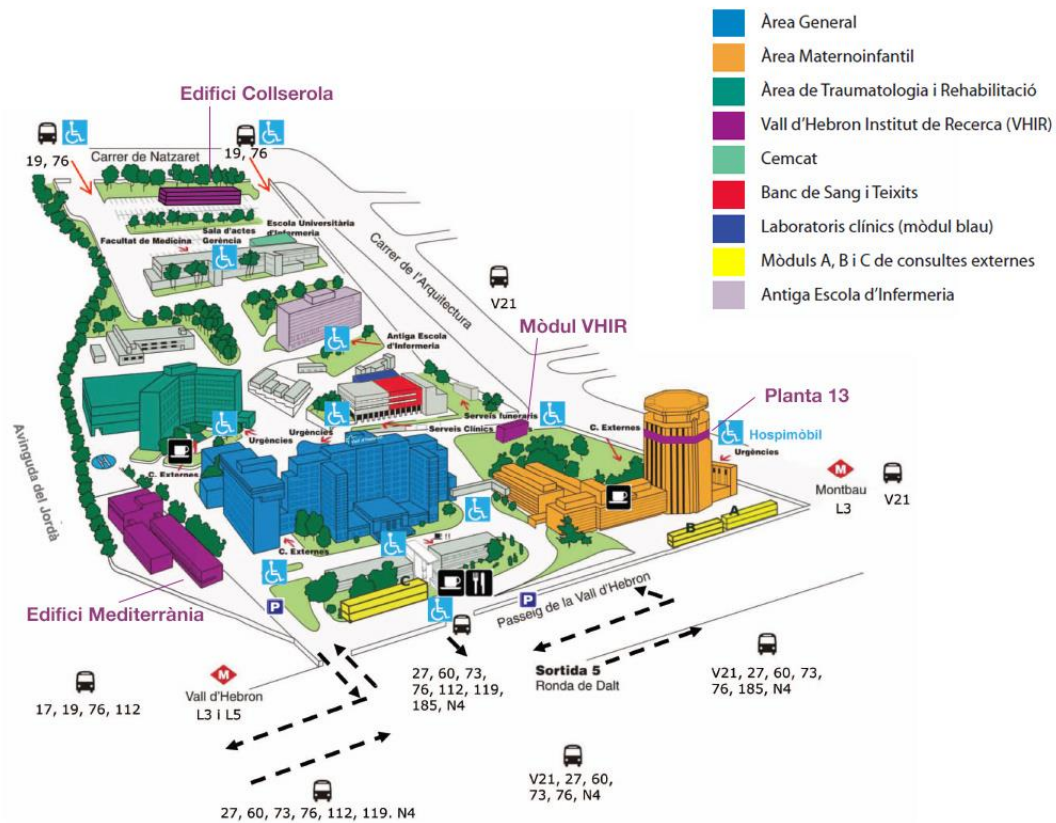 Àrea General
Àrea Maternoinfantil
Àrea de Traumatologia i Rehabilitació
Vall d'Hebron Institut de Recerca (VHIR)
Cemcat
Banc de Sang i Teixits
Laboratoris clínics (mòdul blau)
Mòduls A, B i C de consultes externes
Antiga Escola d'Infermeria
Edifici Collserola
19, 76
Carrer de Natzaret
19, 76
Escola Universitària
d'Infermeria
Sala d'actes
Gerència
Facultat de Medicina
Carrer de l'Arquitectura
V21
Antiga Escola
d'Infermeria
Mòdul VHIR
Planta 13
Serveis funeraris
Serveis Clínics
Urgències
Urgències
C. Externes
Hospimòbil
Urgències
M
Montbau
L3
V21
Avinguda del Jordà
C. Externes
A
B
C. Externes
C
Edifici Mediterrània
P
P
Passeig de la Vall d'Hebron
Sortida 5
Ronda de Dalt
27, 60, 73,
76, 112, 119,
185, N4
V21, 27, 60, 73,
76, 185, N4
17, 19, 76, 112
M
Vall d'Hebron
L3 i L5
V21, 27, 60,
73, 76, N4
27, 60, 73, 76, 112, 119. N4